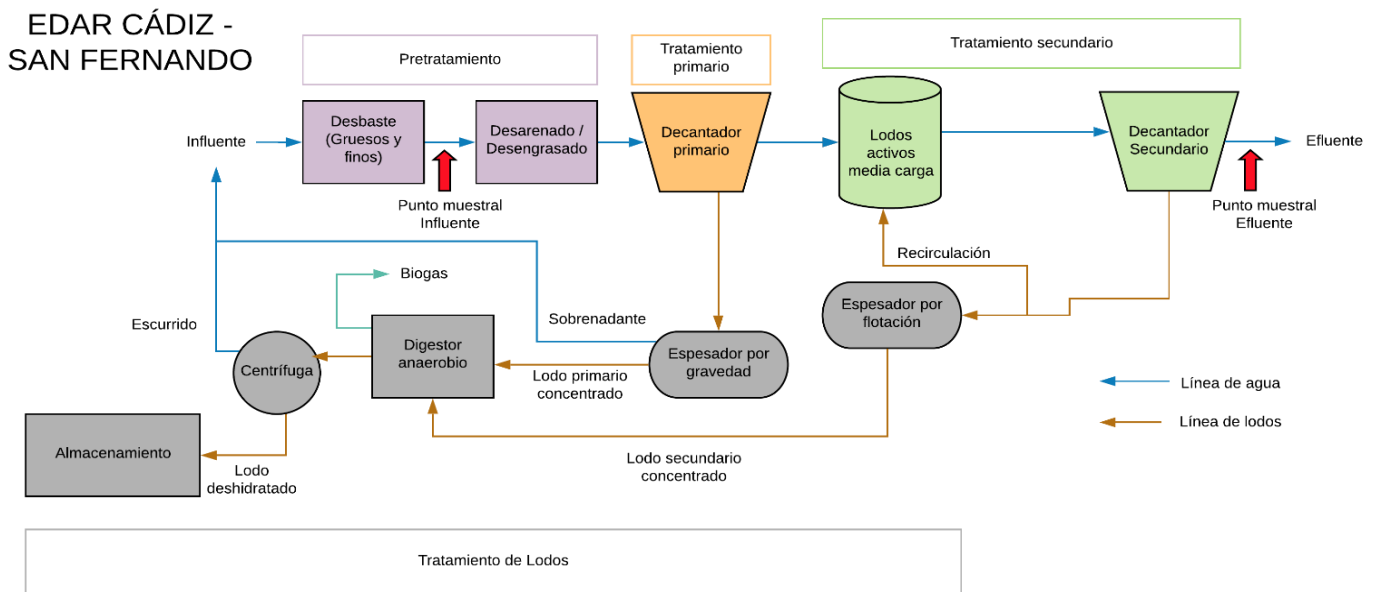 EDAR CÁDIZ -
SAN FERNANDO
Pretratamiento
Tratamiento
primario
Tratamiento secundario
Influente
Desbaste
(Gruesos y
finos)
Desarenado /
Desengrasado
Decantador
primario
Lodos
activos
media carga
Decantador
Secundario
Efluente
Punto muestral
Influente
Punto muestral
Efluente
Recirculación
Biogas
Espesador por
flotación
Escurrido
Sobrenadante
Digestor
anaerobio
Espesador por
gravedad
Centrífuga
Lodo primario
concentrado
Línea de agua
Línea de lodos
Almacenamiento
Lodo
deshidratado
Lodo secundario
concentrado
Tratamiento de Lodos